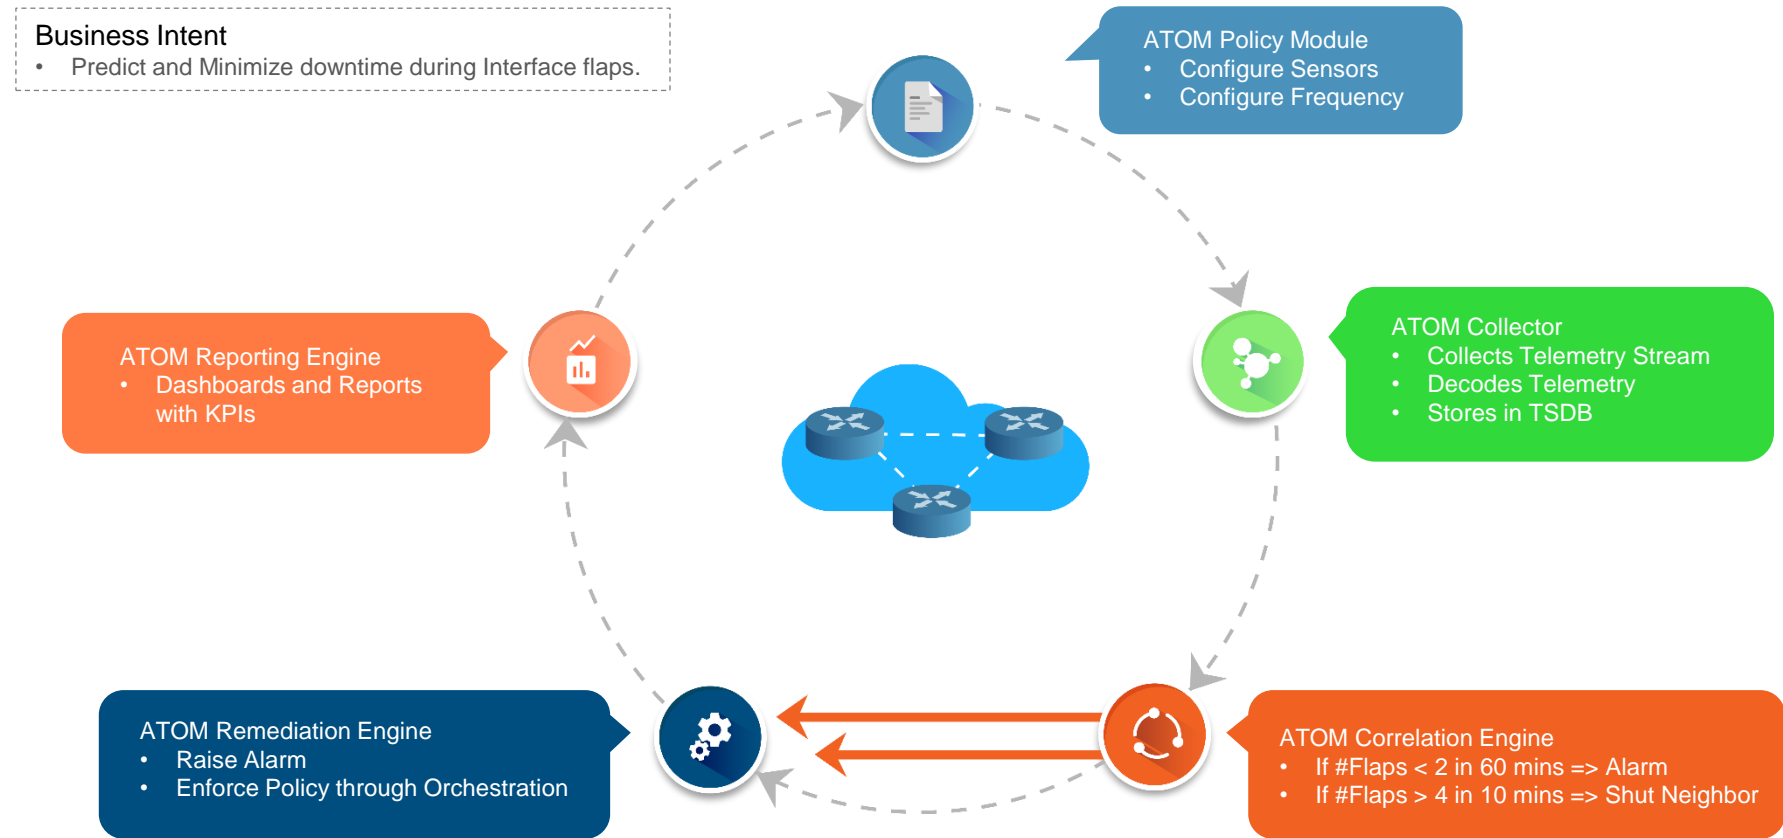 Business Intent
• Predict and Minimize downtime during Interface flaps.
ATOM Policy Module
• Configure Sensors
• Configure Frequency
ATOM Collector
• Collects Telemetry Stream
• Decodes Telemetry
• Stores in TSDB
ATOM Reporting Engine
• Dashboards and Reports
with KPIs
ATOM Remediation Engine
• Raise Alarm
• Enforce Policy through Orchestration
ATOM Correlation Engine
• If #Flaps < 2 in 60 mins => Alarm
• If #Flaps > 4 in 10 mins => Shut Neighbor